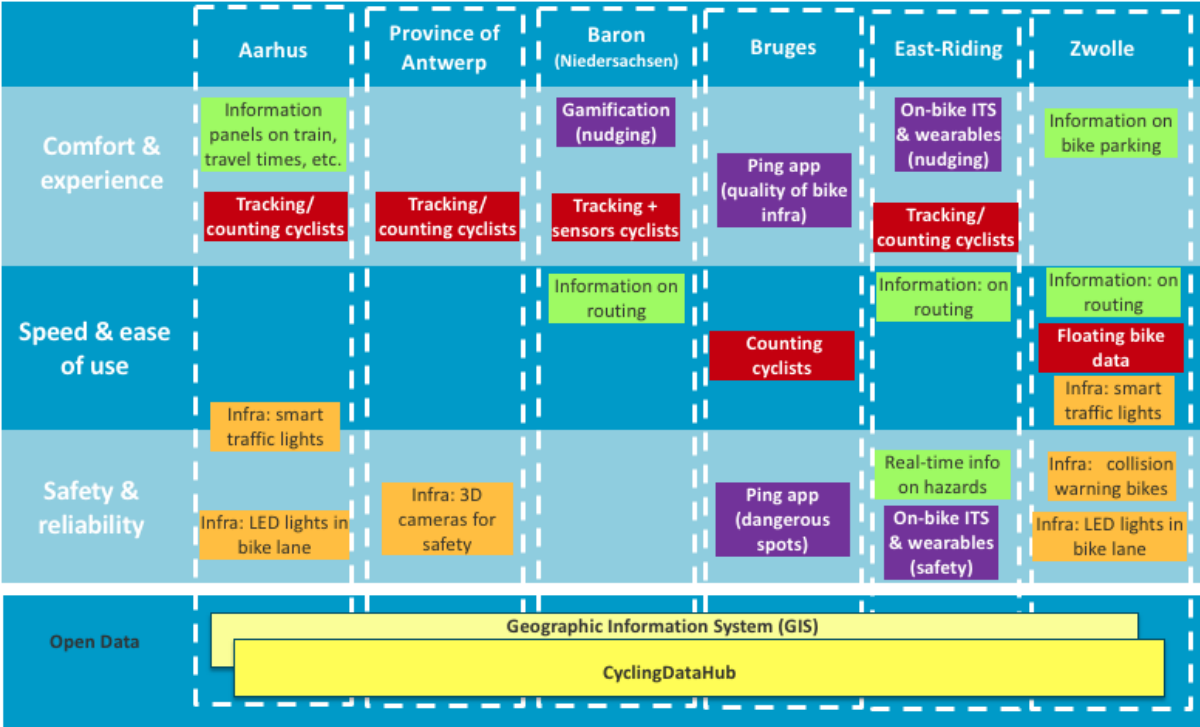 Aarhus
Province of
Antwerp
Baron
(Niedersachsen)
Bruges
East-Riding
Zwolle
Comfort &
experience
Information
panels on train,
travel times, etc.
Tracking/
counting cyclists
Tracking/
counting cyclists
Gamification
(nudging)
Tracking +
sensors cyclists
Ping app
(quality of bike
infra)
On-bike ITS
& wearables
(nudging)
Tracking/
counting cyclists
Information on
bike parking
Speed & ease
of use
Infra: smart
traffic lights
Information on
routing
Counting
cyclists
Information: on
routing
Information: on
routing
Floating bike
data
Infra: smart
traffic lights
Safety &
reliability
Infra: LED lights in
bike lane
Infra: 3D
cameras for
safety
Ping app
(dangerous
spots)
Real-time info
on hazards
On-bike ITS
& wearables
(safety)
Infra: collision
warning bikes
Infra: LED lights in
bike lane
Open Data
Geographic Information System (GIS)
CyclingDataHub